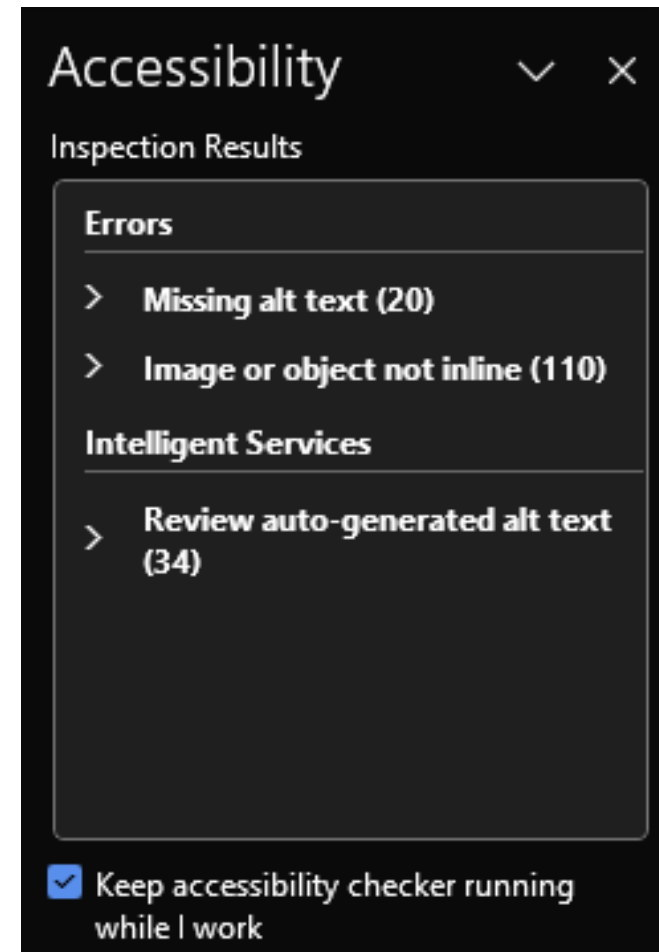 Accessibility
Inspection Results
Errors
Missing alt text (20)
Image or object not inline (110)
Intelligent Services
Review auto-generated alt text
(34)
Keep accessibility checker running
while I work